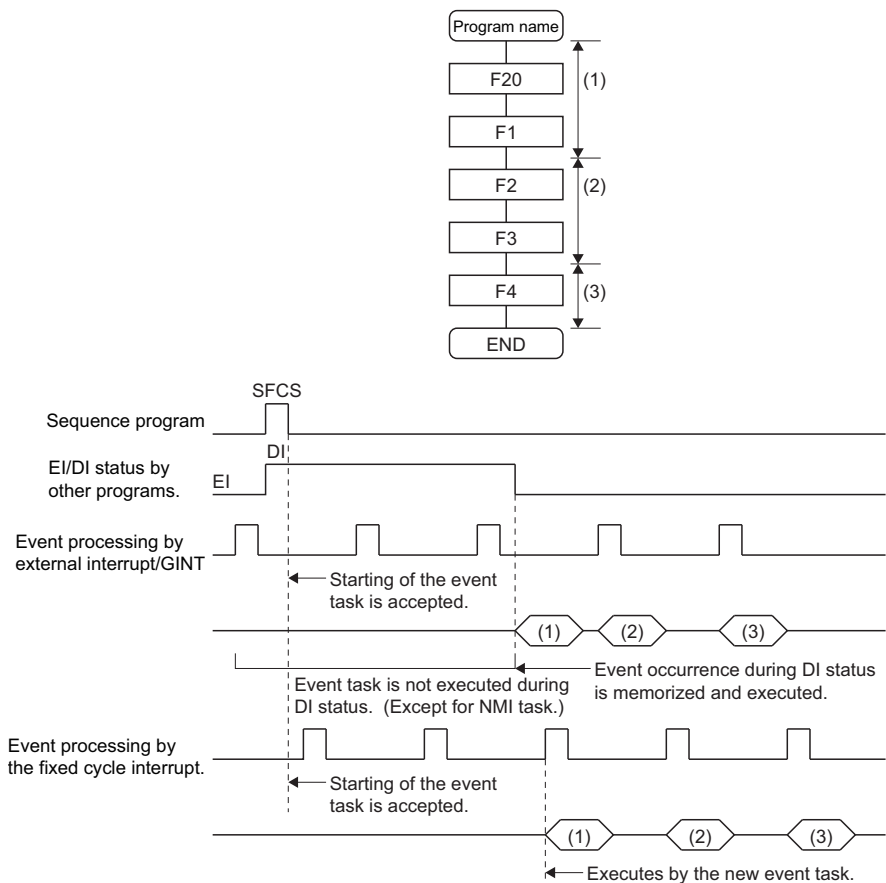 Program name
F20
(1)
F1
F2
(2)
F3
F4
(3)
END
SFCS
Sequence program
DI
EI/DI status by
other programs.
EI
Event processing by
external interrupt/GINT
Starting of the event
task is accepted.
(1)
(2)
(3)
Event task is not executed during
DI status. (Except for NMI task.)
Event occurrence during DI status
is memorized and executed.
Event processing by
the fixed cycle interrupt.
Starting of the event
task is accepted.
(1)
(2)
(3)
Executes by the new event task.